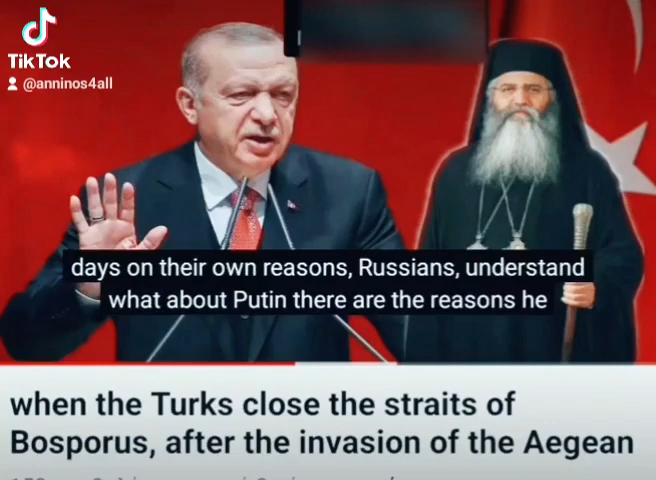 TikTok
@anninos4all
days on their own reasons, Russians, understand
what about Putin there are the reasons he
when the Turks close the straits of
Bosporus, after the invasion of the Aegean